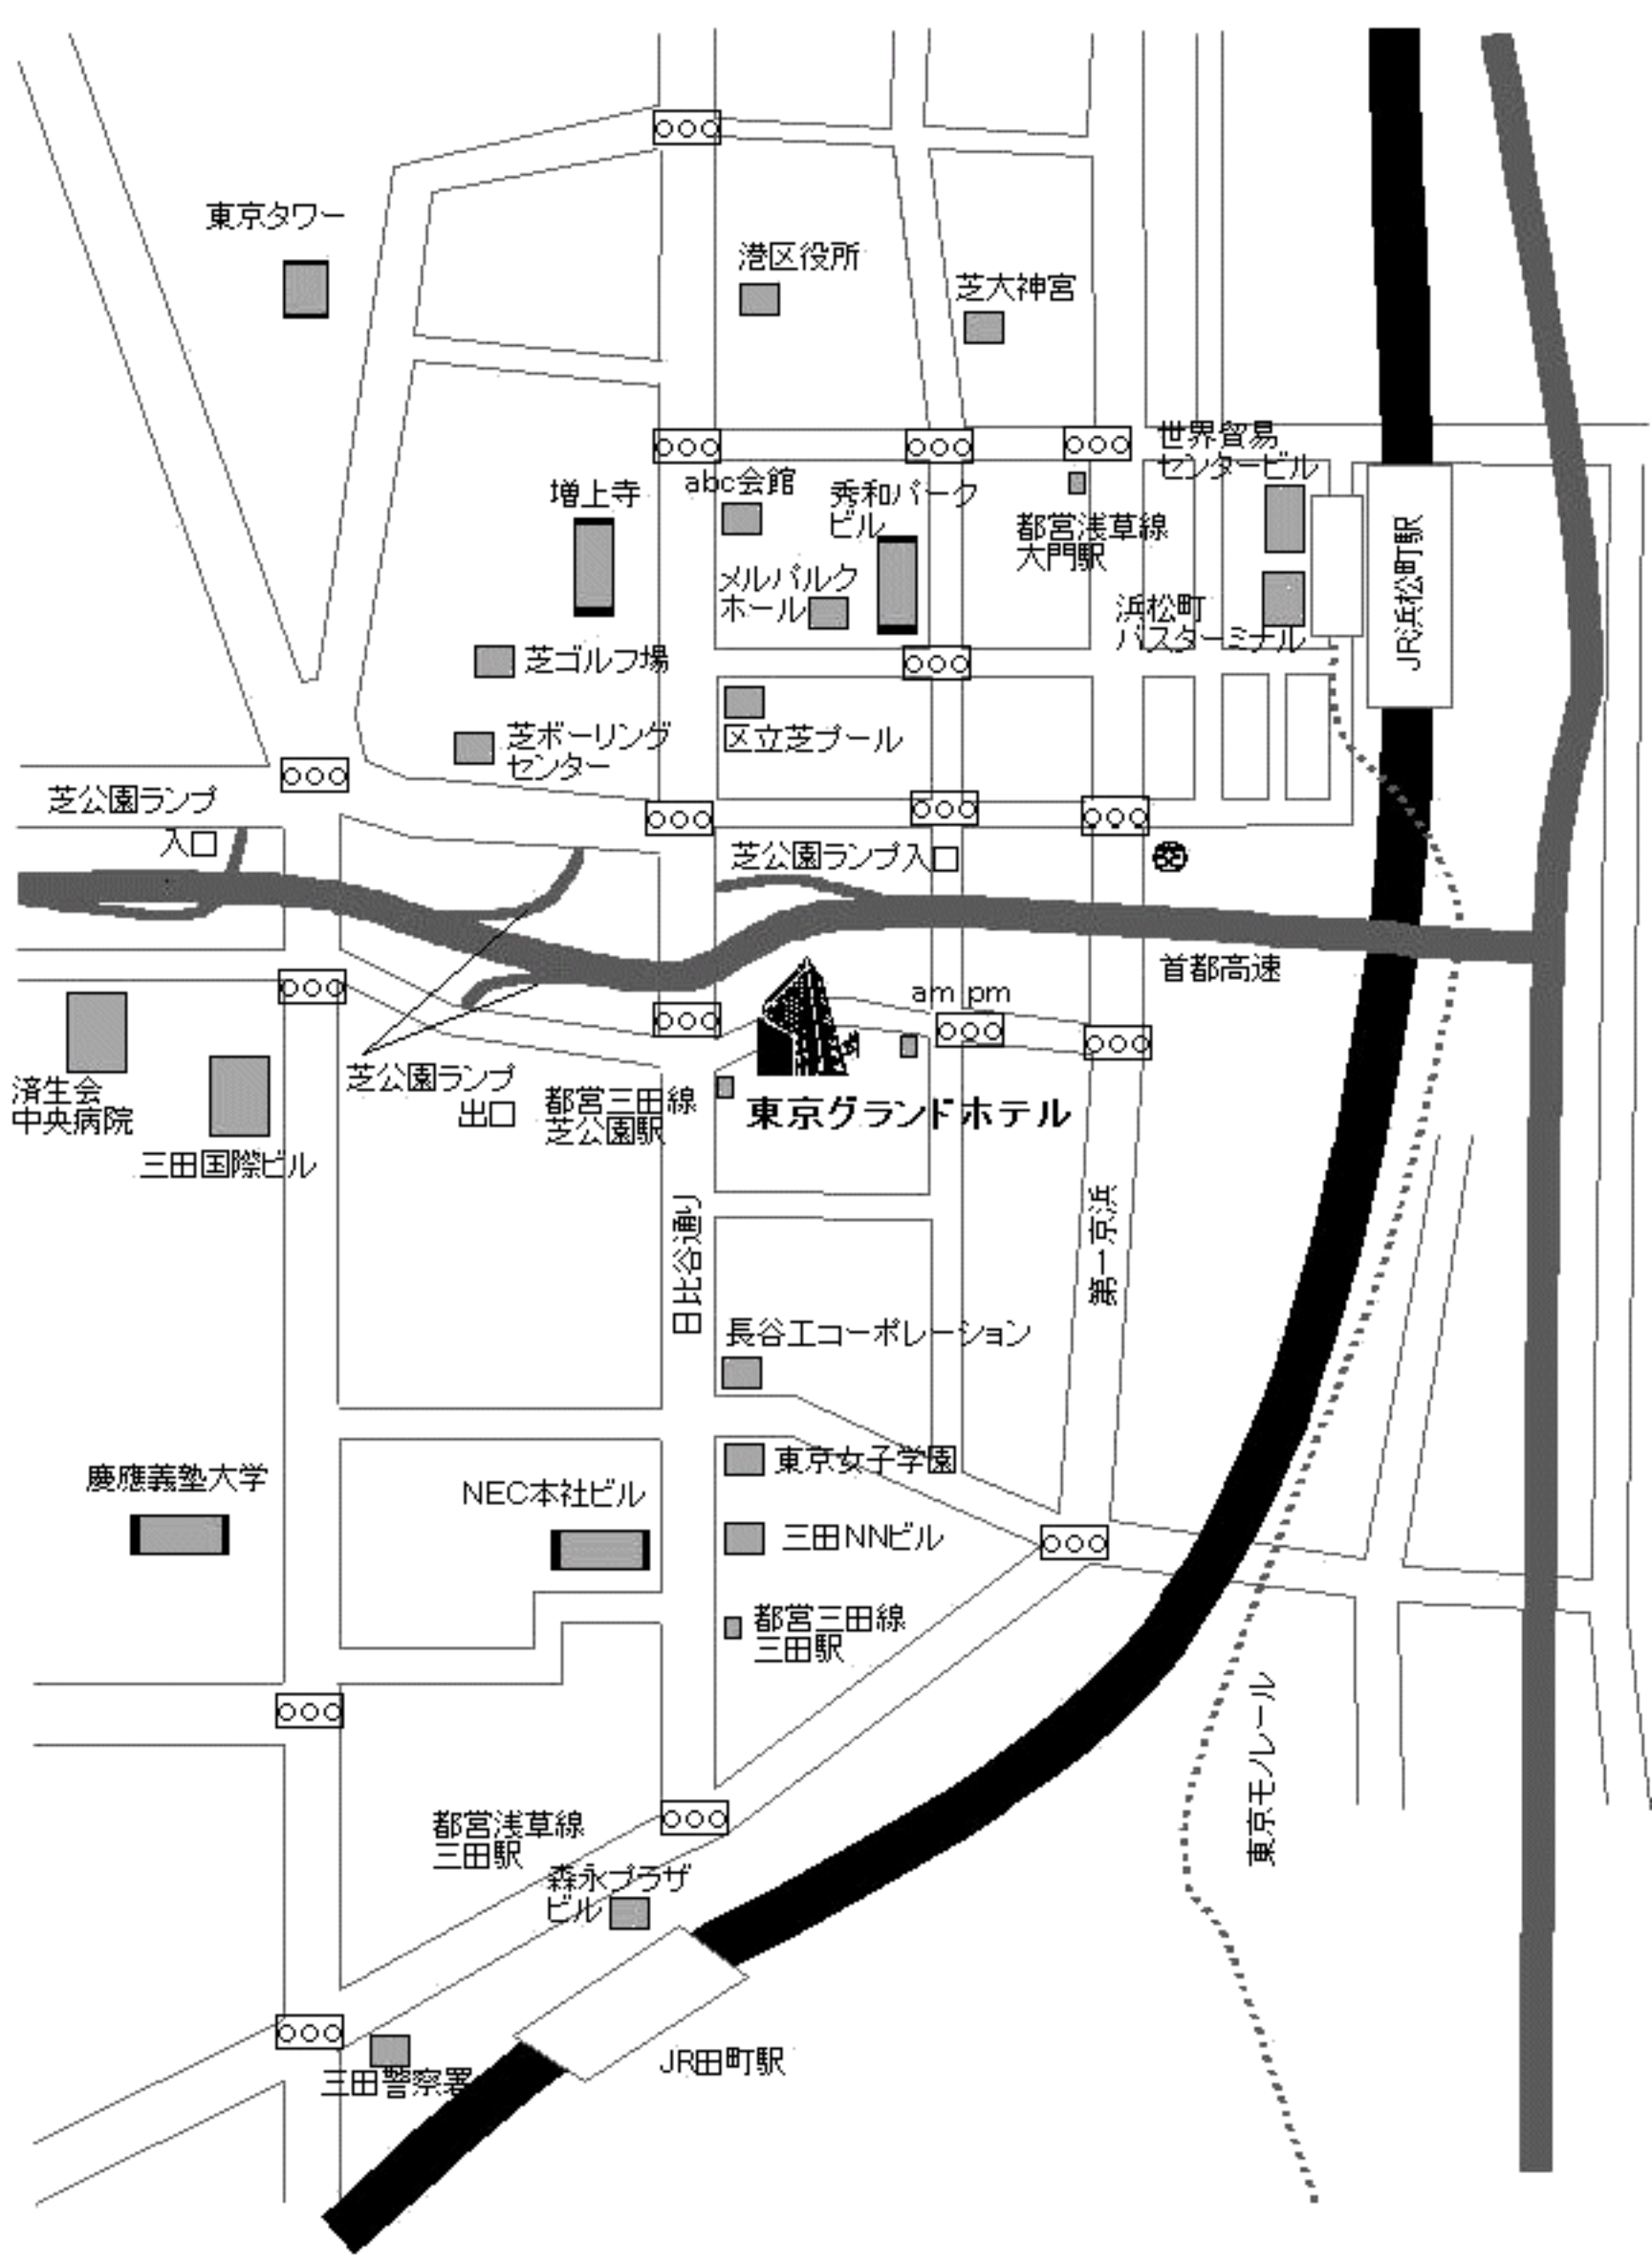 東京タワー
港区役所
芝大神宮
世界貿易
センタービル
増上寺
abc会館
秀和パーク
ビル
都営浅草線
大門駅
JR浜松町駅
メルパルク
ホール
浜松町
バスターミナル
芝ゴルフ場
芝ボーリング
センター
区立芝プール
芝公園ランプ
入口
芝公園ランプ入口
首都高速
am pm
済生会
中央病院
芝公園ランプ
出口
都営三田線
芝公園駅
東京グランドホテル
三田国際ビル
日比谷通り
第一京浜
長谷工コーポレーション
慶應義塾大学
NEC本社ビル
東京女子学園
三田NNビル
都営三田線
三田駅
東京モノレール
都営浅草線
三田駅
森永プラザ
ビル
JR田町駅
三田警察署